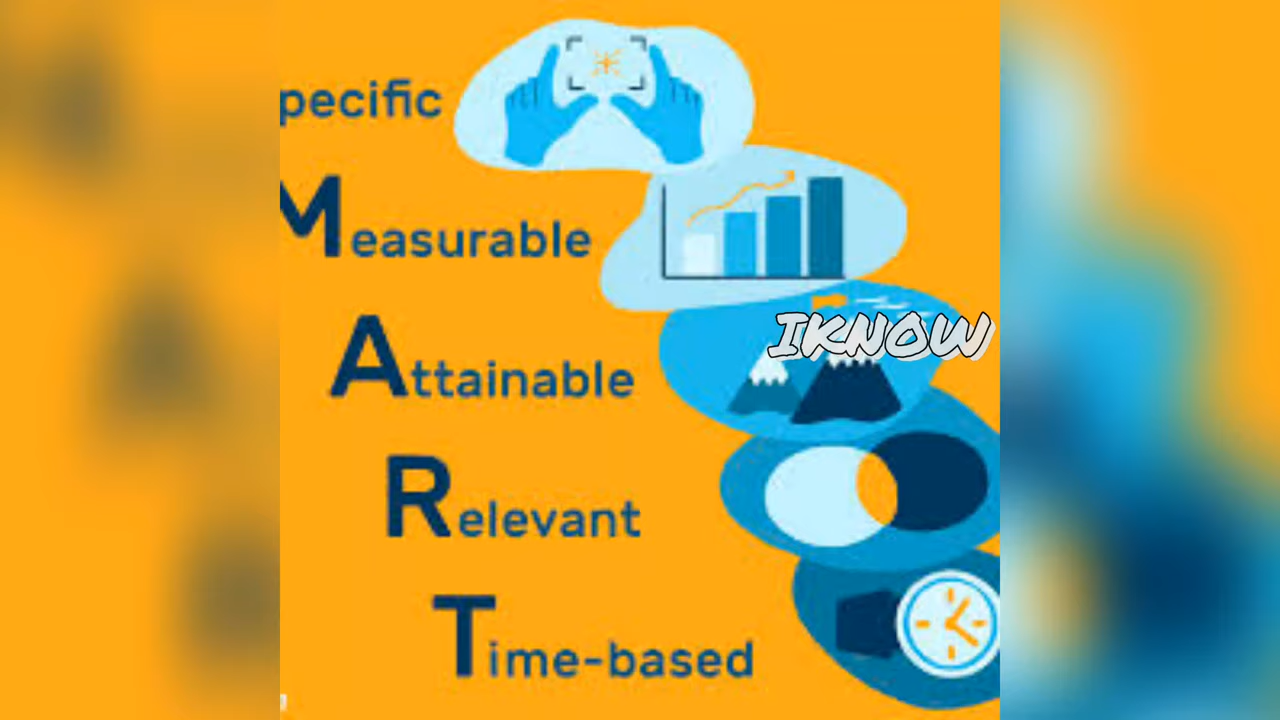 pecific
Measurable
Attainable
IKNOW
Relevant
Time-based